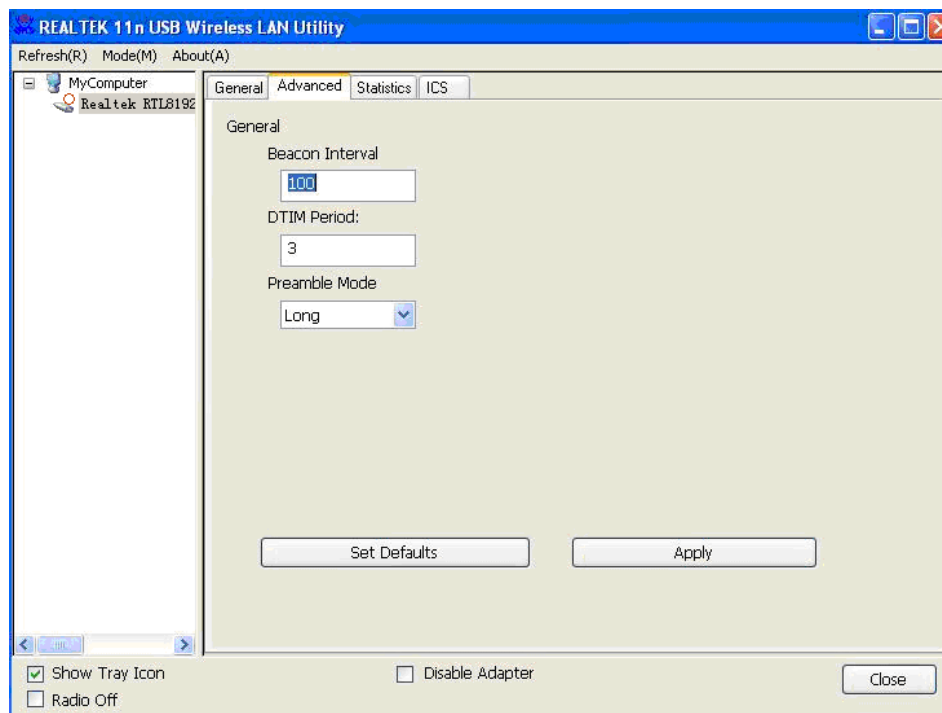 REALTEK 11n USB Wireless LAN Utility
Refresh(R) Mode(M) About(A)
MyComputer
Realtek RTL8192
General Advanced Statistics ICS
General
Beacon Interval
100
DTIM Period:
3
Preamble Mode
Long
Set Defaults Apply
Show Tray Icon Disable Adapter Close
Radio Off